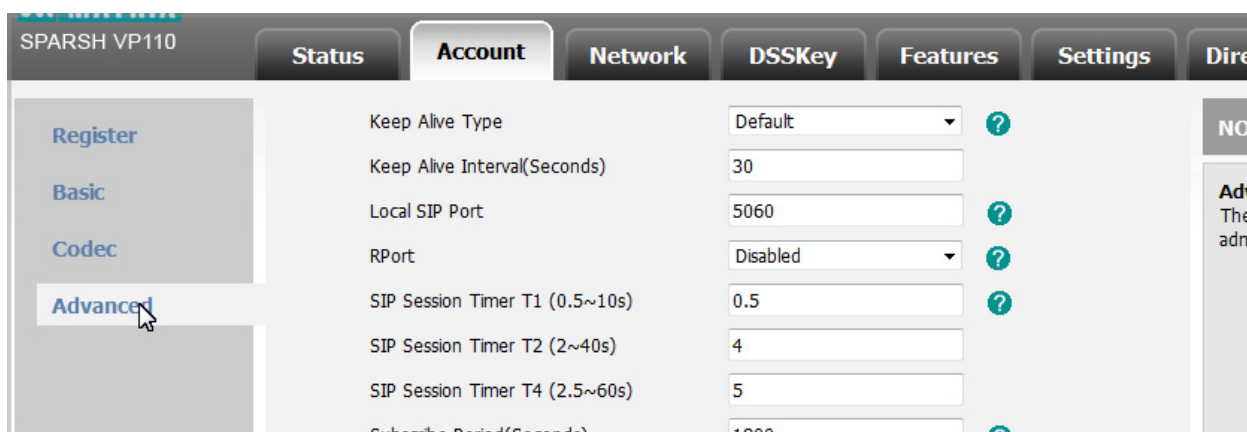 SPARSH VP110
Status Account Network DSSKey Features Settings
Register
Basic
Codec
Advanced
Keep Alive Type Default ?
Keep Alive Interval(Seconds) 30
Local SIP Port 5060 ?
RPort Disabled ?
SIP Session Timer T1 (0.5~10s) 0.5 ?
SIP Session Timer T2 (2~40s) 4
SIP Session Timer T4 (2.5~60s) 5